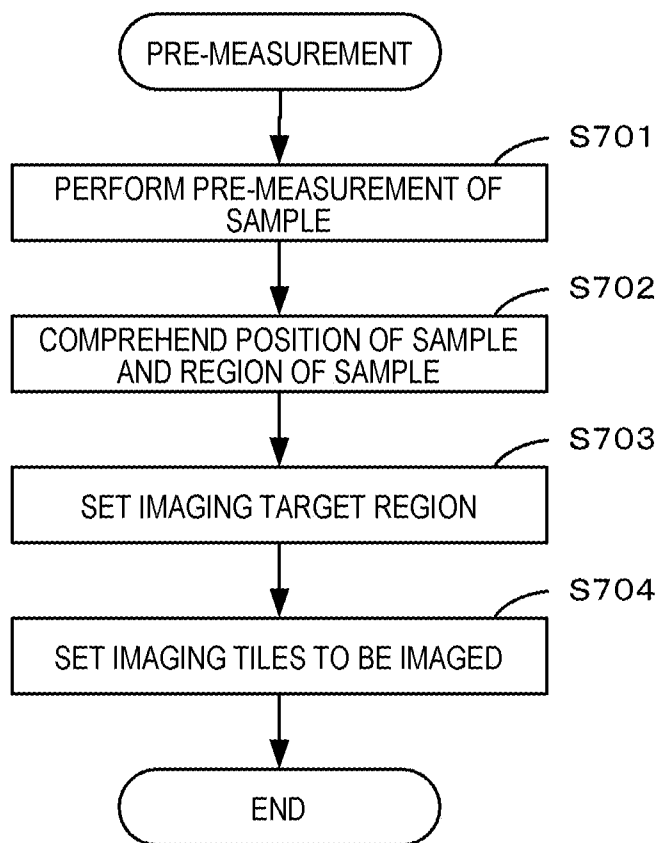 PRE-MEASUREMENT
S701
PERFORM PRE-MEASUREMENT OF
SAMPLE
S702
COMPREHEND POSITION OF SAMPLE
AND REGION OF SAMPLE
S703
SET IMAGING TARGET REGION
S704
SET IMAGING TILES TO BE IMAGED
END